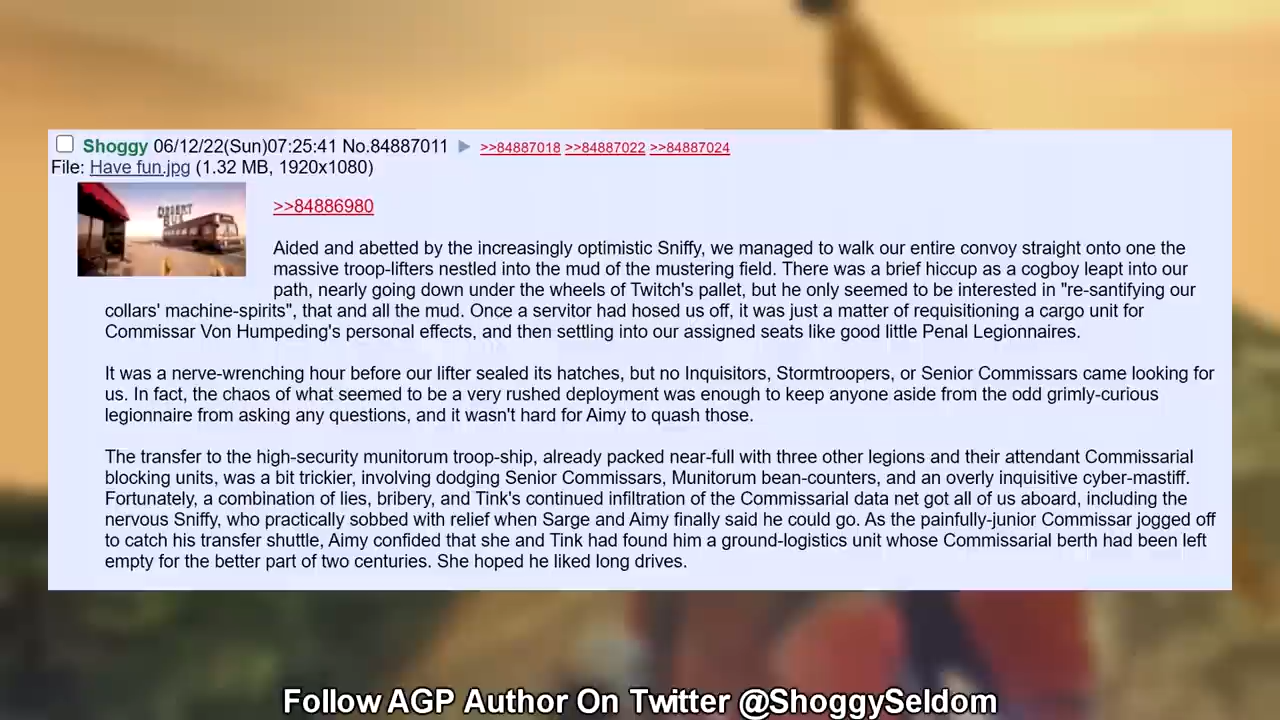 Shoggy 06/12/22(Sun)07:25:41 No.84887011 ▶ >>84887018 >>84887022 >>84887024
File: Have fun.jpg (1.32 MB, 1920x1080)
DESERT BUS
>>84886980
Aided and abetted by the increasingly optimistic Sniffy, we managed to walk our entire convoy straight onto one the
massive troop-lifters nestled into the mud of the mustering field. There was a brief hiccup as a cogboy leapt into our
path, nearly going down under the wheels of Twitch's pallet, but he only seemed to be interested in "re-santifying our
collars' machine-spirits", that and all the mud. Once a servitor had hosed us off, it was just a matter of requisitioning a cargo unit for
Commissar Von Humpeding's personal effects, and then settling into our assigned seats like good little Penal Legionnaires.
It was a nerve-wrenching hour before our lifter sealed its hatches, but no Inquisitors, Stormtroopers, or Senior Commissars came looking for
us. In fact, the chaos of what seemed to be a very rushed deployment was enough to keep anyone aside from the odd grimly-curious
legionnaire from asking any questions, and it wasn't hard for Aimy to quash those.
The transfer to the high-security munitorum troop-ship, already packed near-full with three other legions and their attendant Commissarial
blocking units, was a bit trickier, involving dodging Senior Commissars, Munitorum bean-counters, and an overly inquisitive cyber-mastiff.
Fortunately, a combination of lies, bribery, and Tink's continued infiltration of the Commissarial data net got all of us aboard, including the
nervous Sniffy, who practically sobbed with relief when Sarge and Aimy finally said he could go. As the painfully-junior Commissar jogged off
to catch his transfer shuttle, Aimy confided that she and Tink had found him a ground-logistics unit whose Commissarial berth had been left
empty for the better part of two centuries. She hoped he liked long drives.
Follow AGP Author On Twitter @ShoggySeldom